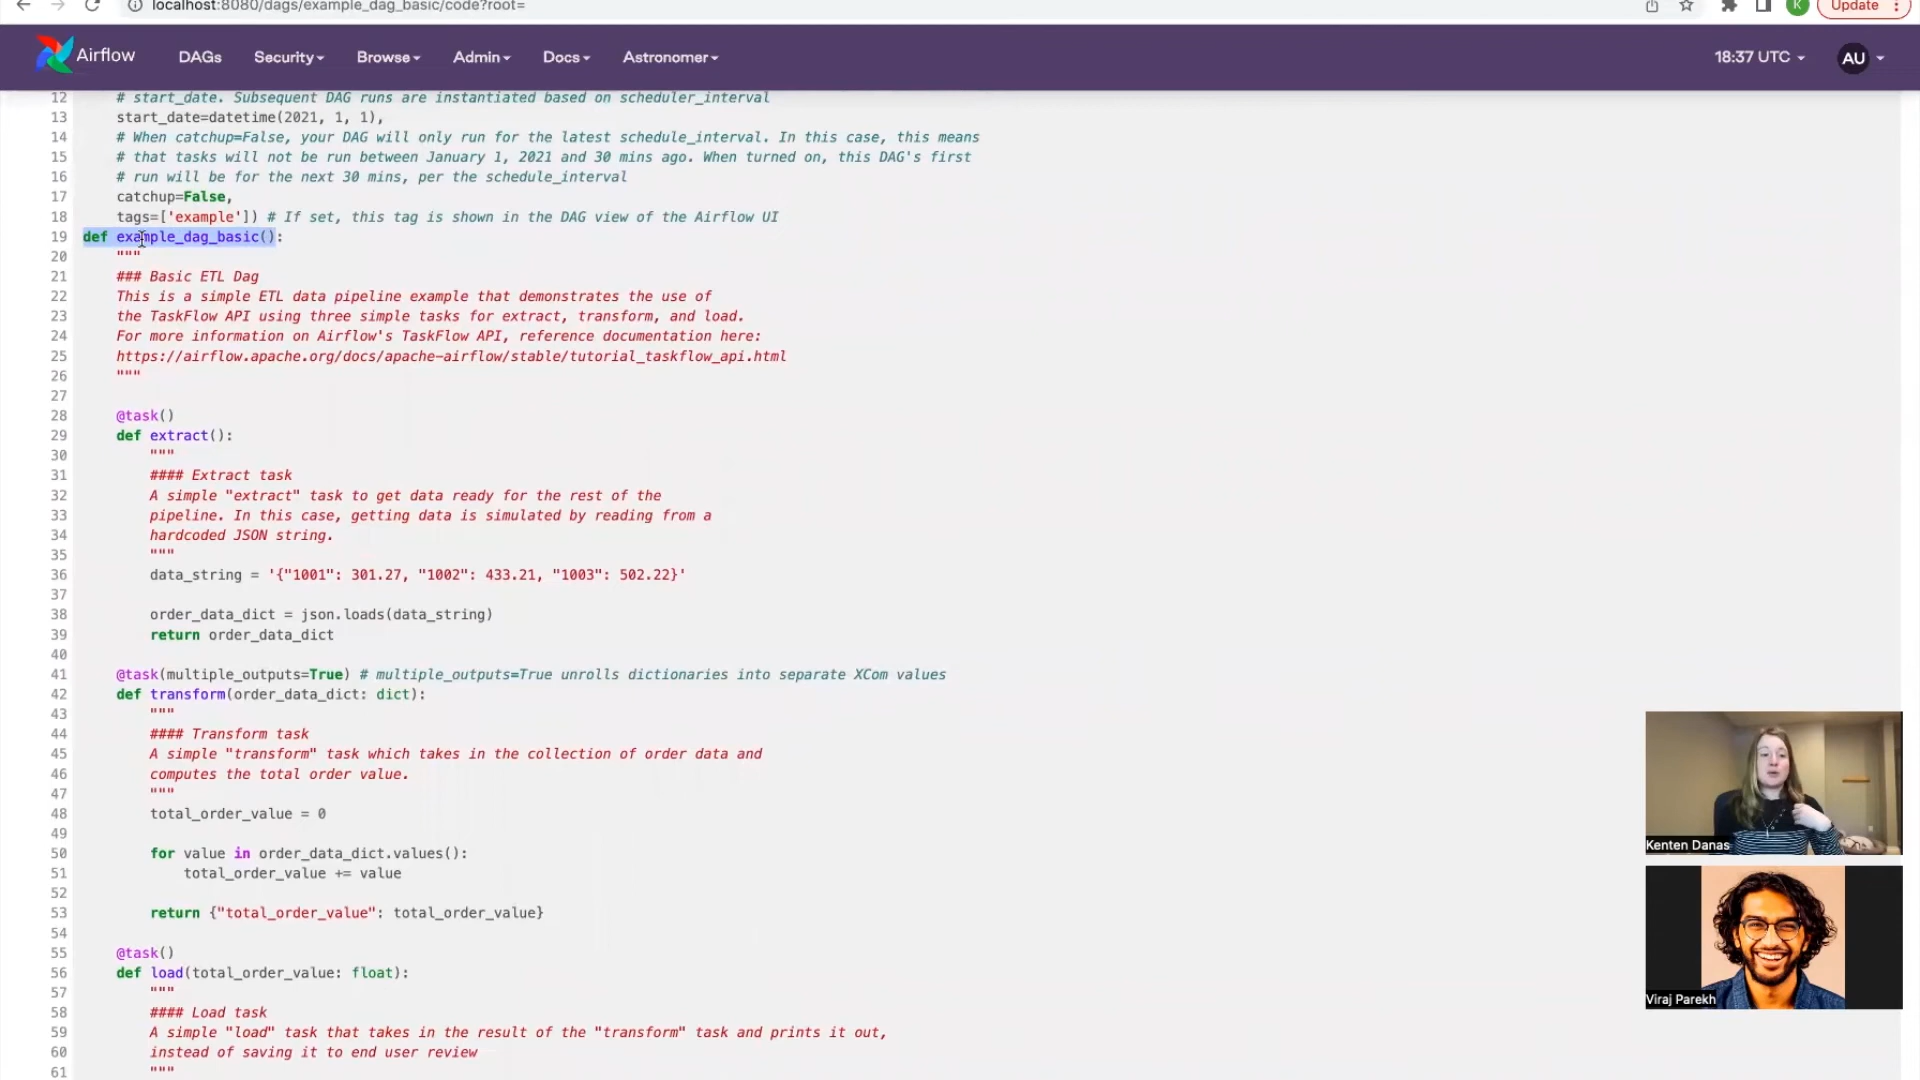 localhost:8080/dags/example_dag_basic/code?root=
K
Update
Airflow
DAGs
Security
Browse
Admin
Docs
Astronomer
18:37 UTC
AU
12 # start_date. Subsequent DAG runs are instantiated based on scheduler_interval
13 start_date=datetime(2021, 1, 1),
14 # When catchup=False, your DAG will only run for the latest schedule_interval. In this case, this means
15 # that tasks will not be run between January 1, 2021 and 30 mins ago. When turned on, this DAG's first
16 # run will be for the next 30 mins, per the schedule_interval
17 catchup=False,
18 tags=['example']) # If set, this tag is shown in the DAG view of the Airflow UI
19 def example_dag_basic():
20 """
21 ### Basic ETL Dag
22 This is a simple ETL data pipeline example that demonstrates the use of
23 the TaskFlow API using three simple tasks for extract, transform, and load.
24 For more information on Airflow's TaskFlow API, reference documentation here:
25 https://airflow.apache.org/docs/apache-airflow/stable/tutorial_taskflow_api.html
26 """
27
28 @task()
29 def extract():
30 """
31 #### Extract task
32 A simple "extract" task to get data ready for the rest of the
33 pipeline. In this case, getting data is simulated by reading from a
34 hardcoded JSON string.
35 """
36 data_string = '{"1001": 301.27, "1002": 433.21, "1003": 502.22}'
37
38 order_data_dict = json.loads(data_string)
39 return order_data_dict
40
41 @task(multiple_outputs=True) # multiple_outputs=True unrolls dictionaries into separate XCom values
42 def transform(order_data_dict: dict):
43 """
44 #### Transform task
45 A simple "transform" task which takes in the collection of order data and
46 computes the total order value.
47 """
48 total_order_value = 0
49
50 for value in order_data_dict.values():
51 total_order_value += value
52
53 return {"total_order_value": total_order_value}
54
55 @task()
56 def load(total_order_value: float):
57 """
58 #### Load task
59 A simple "load" task that takes in the result of the "transform" task and prints it out,
60 instead of saving it to end user review
61 """
Kenten Danas
Viraj Parekh